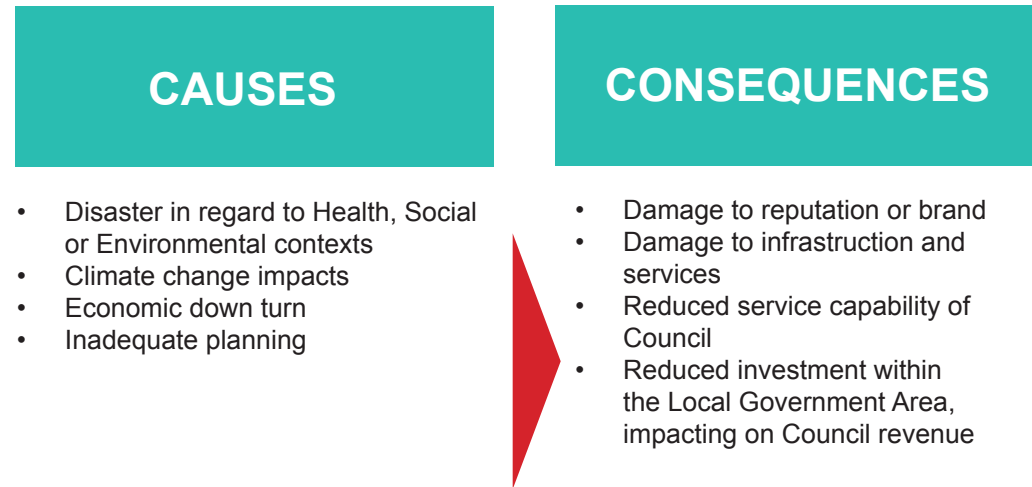 CAUSES
• Disaster in regard to Health, Social
or Environmental contexts
• Climate change impacts
• Economic down turn
• Inadequate planning
CONSEQUENCES
• Damage to reputation or brand
• Damage to infrastruction and
services
• Reduced service capability of
Council
• Reduced investment within
the Local Government Area,
impacting on Council revenue